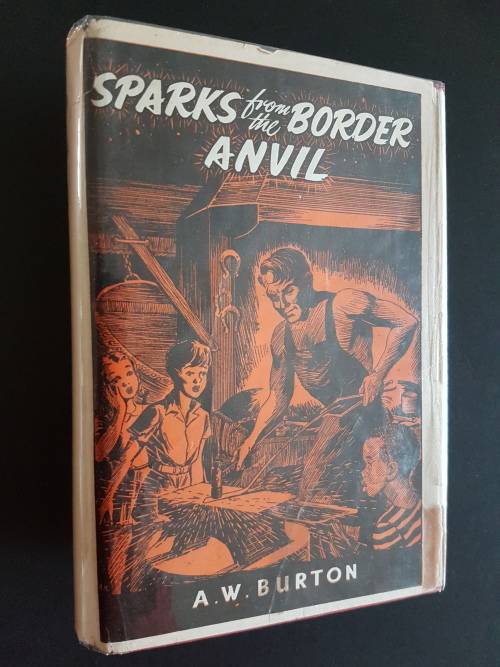 SPARKS from the BORDER
ANVIL
A.W. BURTON